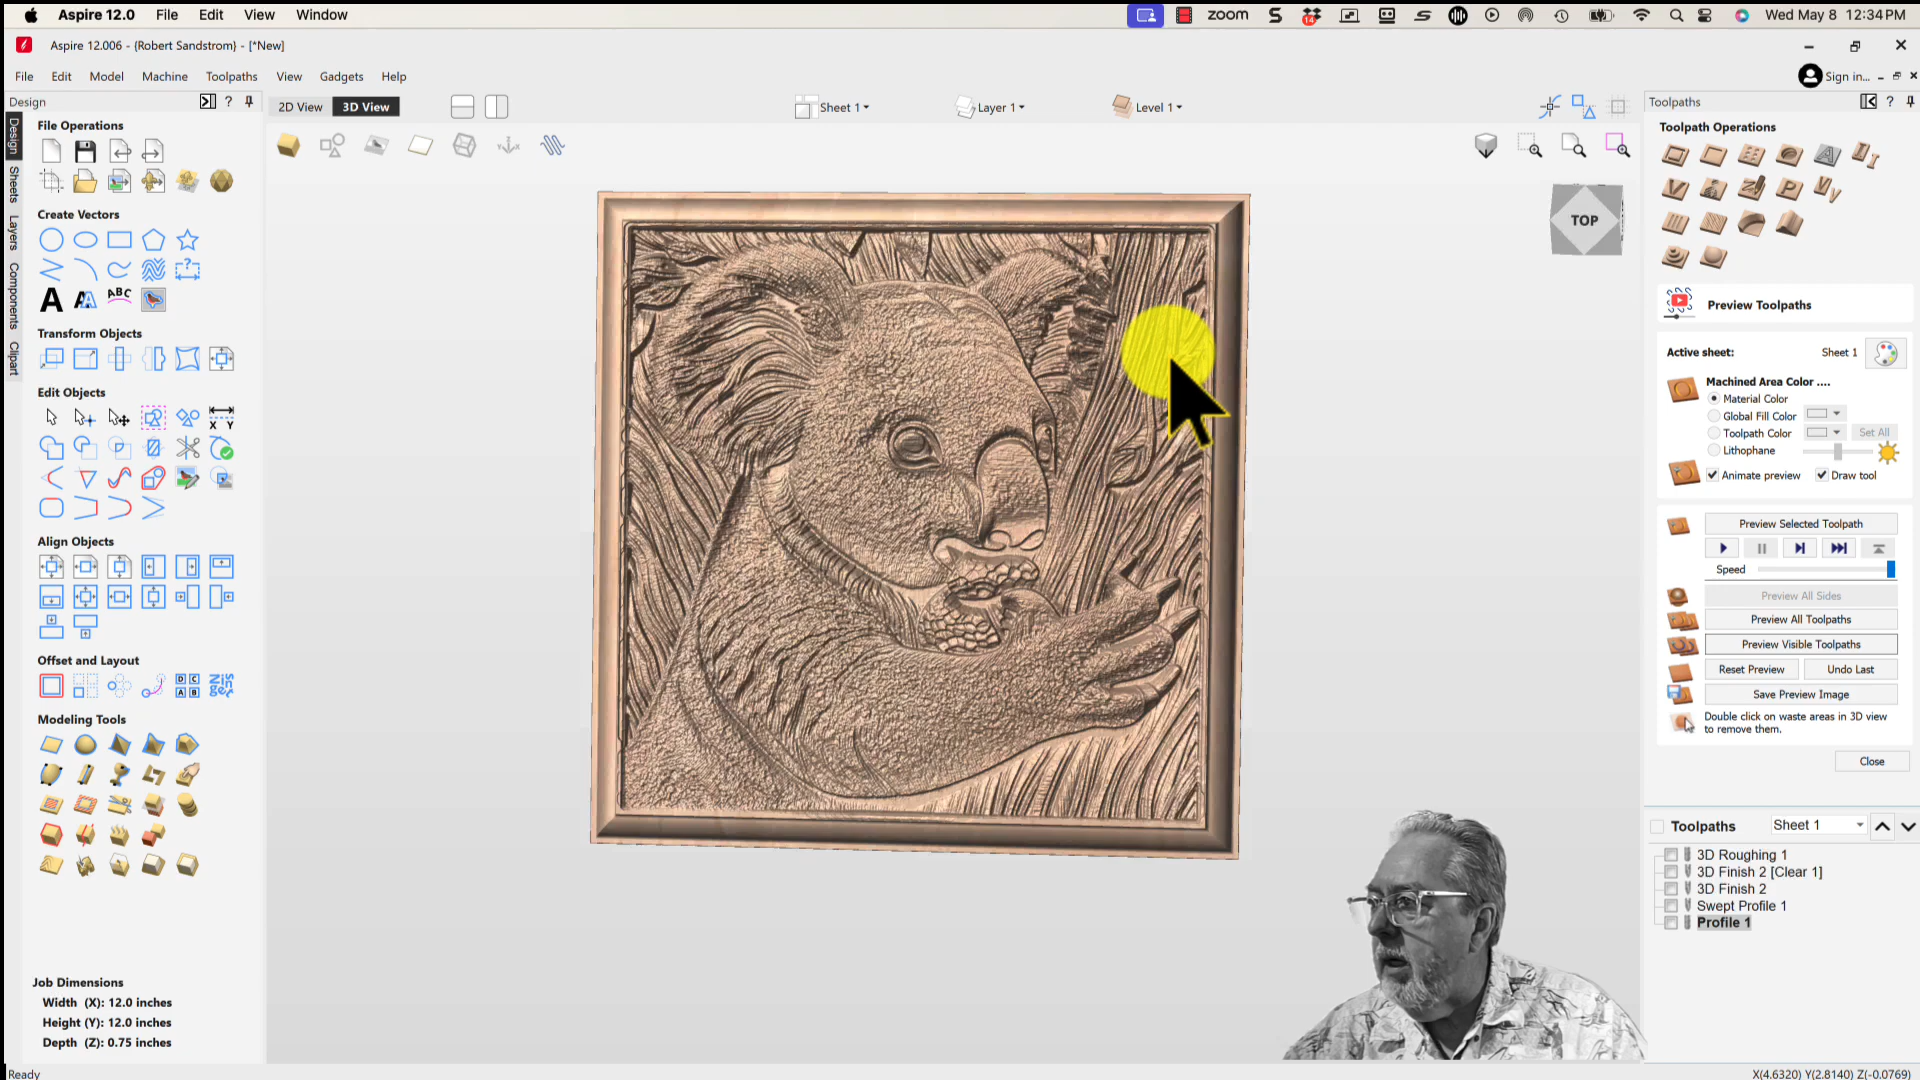 Aspire 12.0 File Edit View Window
zoom
14
Wed May 8 12:34 PM
Aspire 12.006 - {Robert Sandstrom} - [*New]
File Edit Model Machine Toolpaths View Gadgets Help
Sign in...
Design
2D View 3D View
Sheet 1
Layer 1
Level 1
Toolpaths
Design
Sheets
Layers
Components
Clipart
File Operations
Create Vectors
Transform Objects
Edit Objects
X Y
Align Objects
Offset and Layout
Modeling Tools
Job Dimensions
Width (X): 12.0 inches
Height (Y): 12.0 inches
Depth (Z): 0.75 inches
Ready
TOP
Toolpath Operations
Preview Toolpaths
Active sheet: Sheet 1
Machined Area Color ....
Material Color
Global Fill Color
Toolpath Color Set All
Lithophane
Animate preview Draw tool
Preview Selected Toolpath
Speed
Preview All Sides
Preview All Toolpaths
Preview Visible Toolpaths
Reset Preview Undo Last
Save Preview Image
Double click on waste areas in 3D view
to remove them.
Close
Toolpaths Sheet 1
3D Roughing 1
3D Finish 2 [Clear 1]
3D Finish 2
Swept Profile 1
Profile 1
X(4.6320) Y(2.8140) Z(-0.0769)